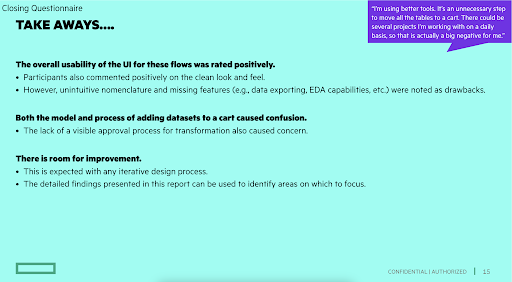 Closing Questionnaire
TAKE AWAYS....
"I'm using better tools. It's an unnecessary step
to move all the tables to a cart. There could be
several projects I'm working with on a daily
basis, so that is actually a big negative for me."
The overall usability of the UI for these flows was rated positively.
• Participants also commented positively on the clean look and feel.
• However, unintuitive nomenclature and missing features (e.g., data exporting, EDA capabilities, etc.) were noted as drawbacks.
Both the model and process of adding datasets to a cart caused confusion.
• The lack of a visible approval process for transformation also caused concern.
There is room for improvement.
• This is expected with any iterative design process.
• The detailed findings presented in this report can be used to identify areas on which to focus.
CONFIDENTIAL | AUTHORIZED | 15